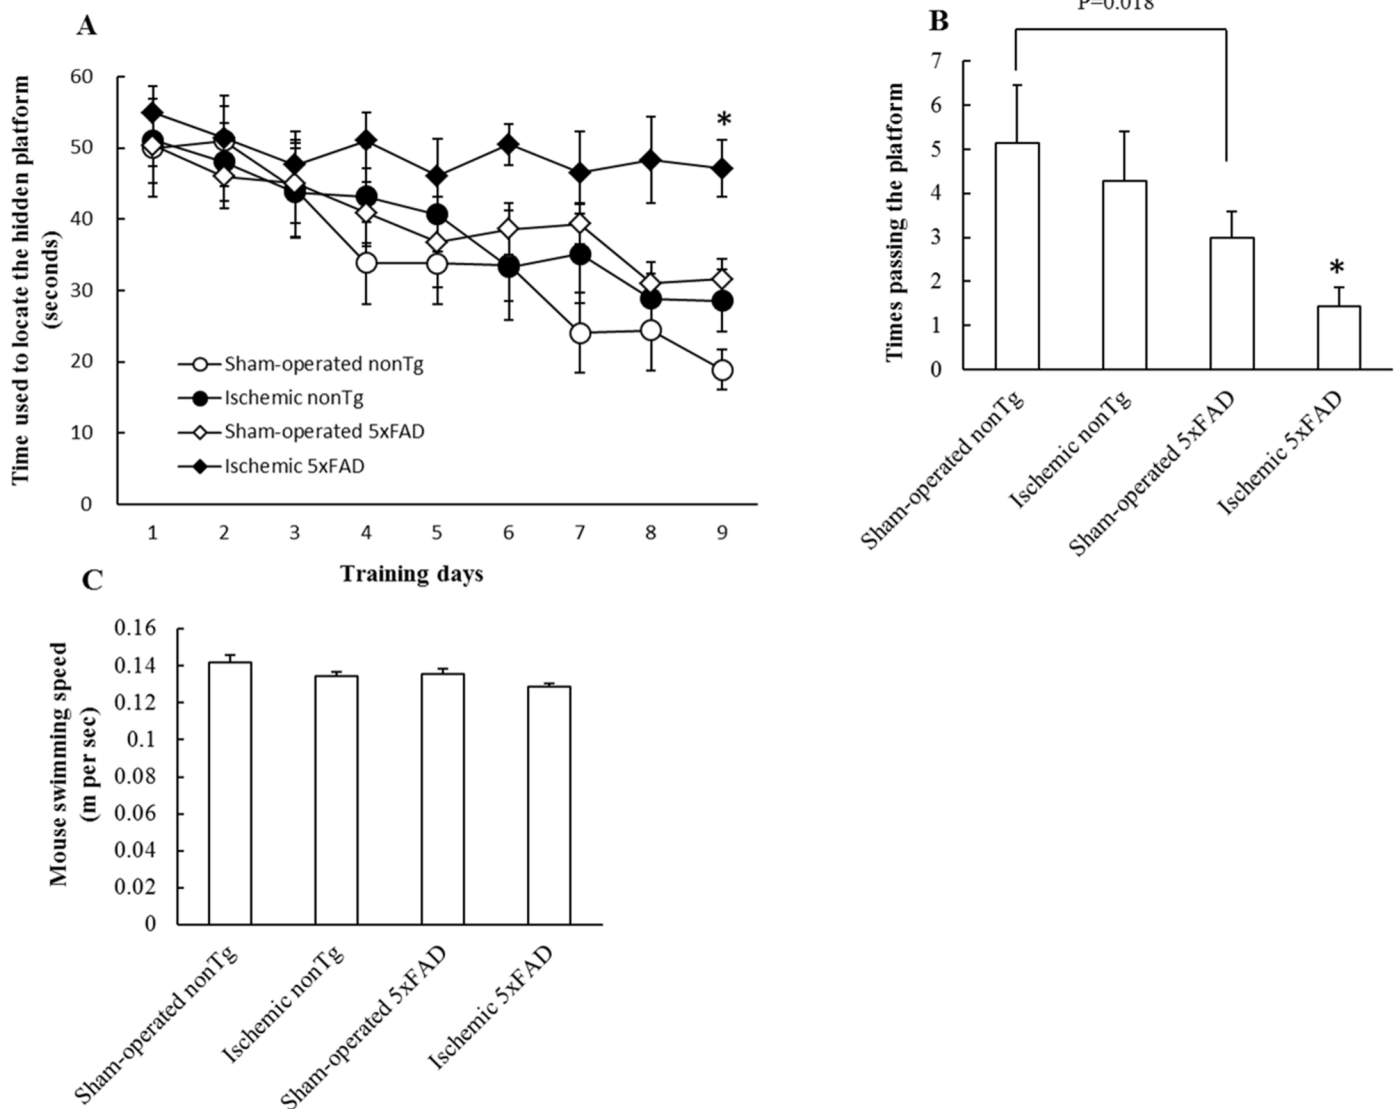 A
Time used to locate the hidden platform
(seconds)
60
50
40
30
20
10
0
*
Sham-operated nonTg
Ischemic nonTg
Sham-operated 5xFAD
Ischemic 5xFAD
1 2 3 4 5 6 7 8 9
Training days
B
P=0.018
Times passing the platform
7
6
5
4
3
2
1
0
*
Sham-operated nonTg
Ischemic nonTg
Sham-operated 5xFAD
Ischemic 5xFAD
C
Mouse swimming speed
(m per sec)
0.16
0.14
0.12
0.1
0.08
0.06
0.04
0.02
0
Sham-operated nonTg
Ischemic nonTg
Sham-operated 5xFAD
Ischemic 5xFAD